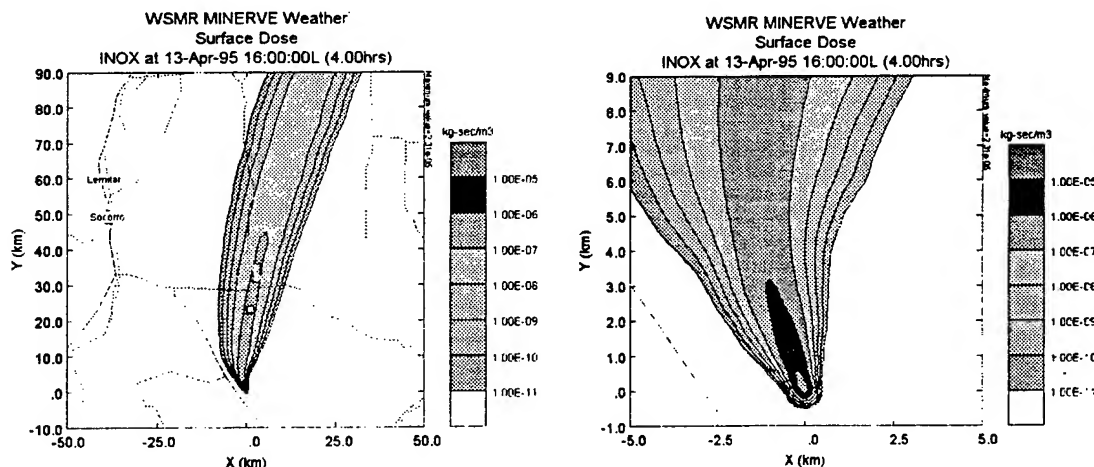 WSMR MINERVE Weather
Surface Dose
INOX at 13-Apr-95 16:00:00L (4.00hrs)
90.0
80.0
70.0
60.0
50.0
40.0
30.0
20.0
10.0
.0
-10.0
Y (km)
-50.0
-25.0
.0
25.0
50.0
X (km)
Lemitar
Socorro
kg-sec/m3
1.00E-05
1.00E-06
1.00E-07
1.00E-08
1.00E-09
1.00E-10
1.00E-11
WSMR MINERVE Weather
Surface Dose
INOX at 13-Apr-95 16:00:00L (4.00hrs)
9.0
8.0
7.0
6.0
5.0
4.0
3.0
2.0
1.0
.0
-1.0
Y (km)
-5.0
-2.5
.0
2.5
5.0
X (km)
kg-sec/m3
1.00E-05
1.00E-06
1.00E-07
1.00E-08
1.00E-09
1.00E-10
1.00E-11